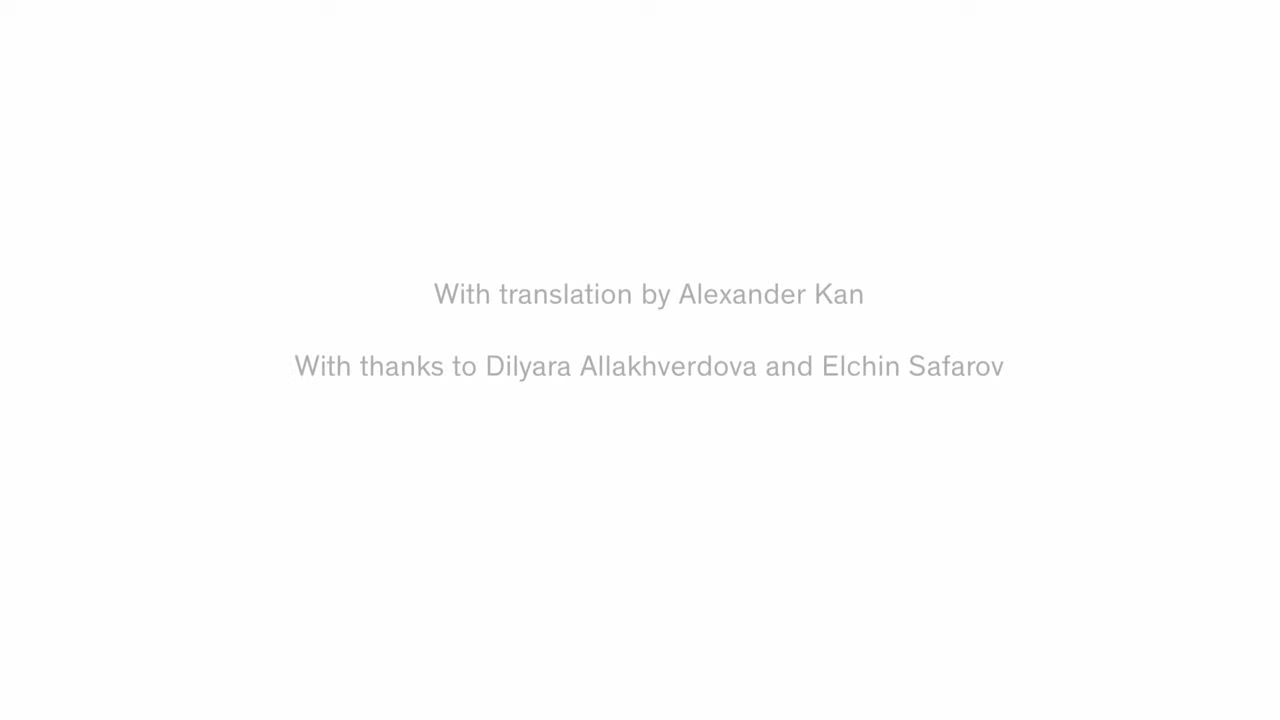 With translation by Alexander Kan
With thanks to Dilyara Allakhverdova and Elchin Safarov